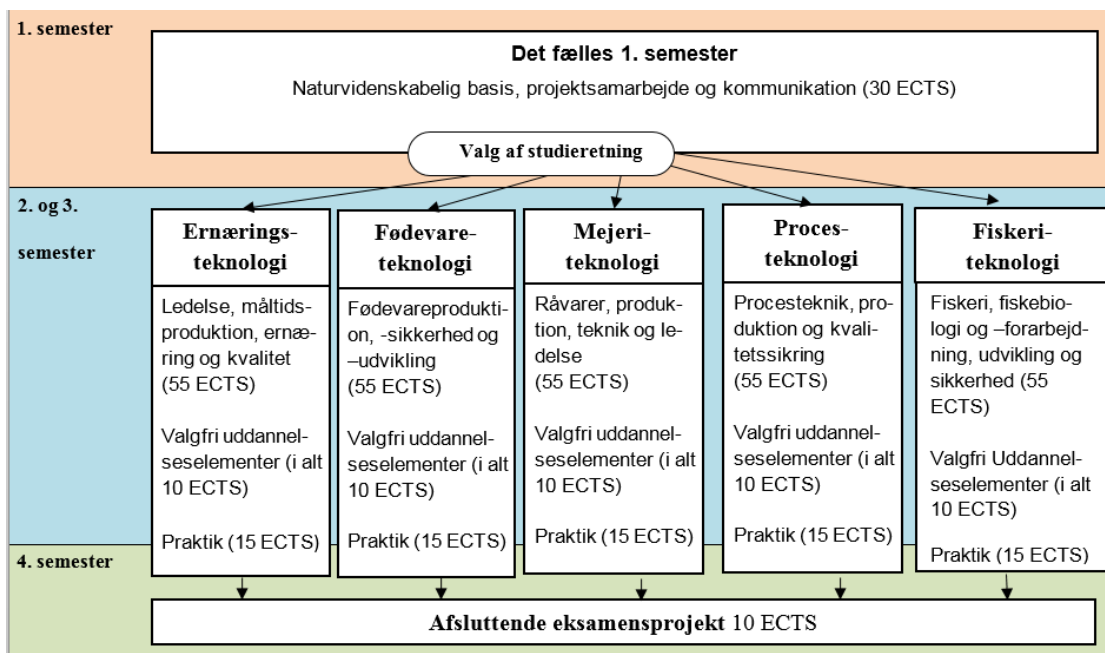 1. semester
Det fælles 1. semester
Naturvidenskabelig basis, projektsamarbejde og kommunikation (30 ECTS)
Valg af studieretning
2. og 3.
semester
Ernærings-
teknologi
Ledelse, måltids-
produktion, ernæ-
ring og kvalitet
(55 ECTS)
Valgfri uddannel-
seselementer (i alt
10 ECTS)
Praktik (15 ECTS)
Fødevare-
teknologi
Fødevareprodukti-
on, -sikkerhed og
–udvikling
(55 ECTS)
Valgfri uddannel-
seselementer (i alt
10 ECTS)
Praktik (15 ECTS)
Mejeri-
teknologi
Råvarer, produk-
tion, teknik og le-
delse
(55 ECTS)
Valgfri uddannel-
seselementer (i alt
10 ECTS)
Praktik (15 ECTS)
Proces-
teknologi
Procesteknik, pro-
duktion og kvali-
tetssikring
(55 ECTS)
Valgfri uddannel-
seselementer (i alt
10 ECTS)
Praktik (15 ECTS)
Fiskeri-
teknologi
Fiskeri, fiskebio-
logi og –forarbejd-
ning, udvikling og
sikkerhed (55
ECTS)
Valgfri Uddannel-
seselementer (i alt
10 ECTS)
Praktik (15 ECTS)
4. semester
Afsluttende eksamensprojekt 10 ECTS